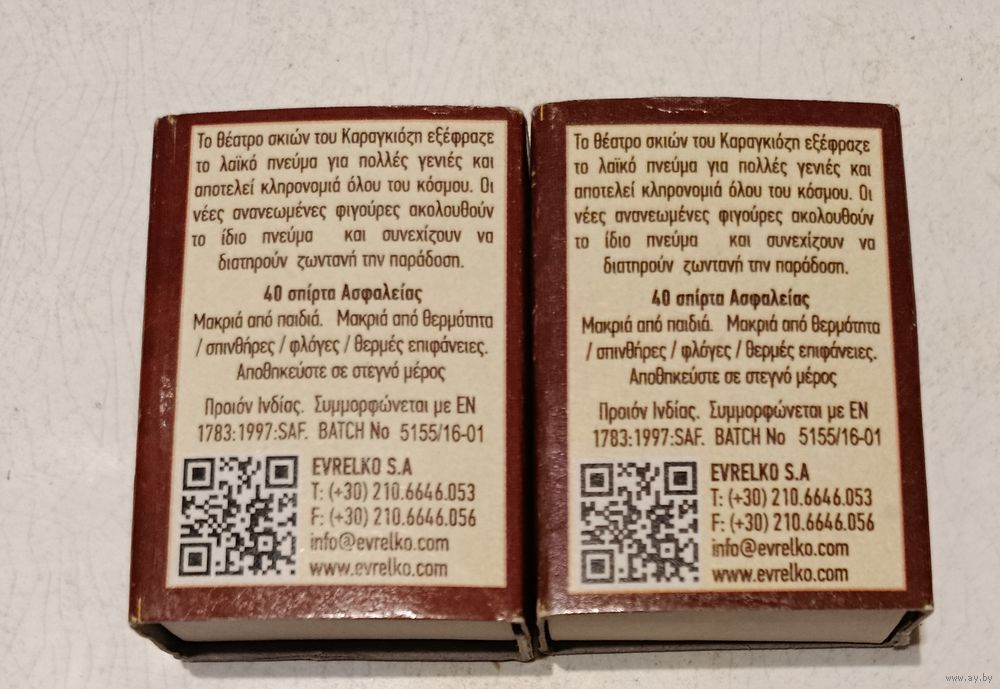 Το θέατρο σκιών του Καραγκιόζη εξέφραζε
το λαϊκό πνεύμα για πολλές γενιές και
αποτελεί κληρονομιά όλου του κόσμου. Οι
νέες ανανεωμένες φιγούρες ακολουθούν
το ίδιο πνεύμα και συνεχίζουν να
διατηρούν ζωντανή την παράδοση.
40 σπίρτα Ασφαλείας
Μακριά από παιδιά. Μακριά από θερμότητα
/ σπινθήρες / φλόγες / θερμές επιφάνειες.
Αποθηκεύστε σε στεγνό μέρος
Προιόν Ινδίας. Συμμορφώνεται με EN
1783:1997:SAF. BATCH No 5155/16-01
EVRELKO S.A
T: (+30) 210.6646.053
F: (+30) 210.6646.056
info@evrelko.com
www.evrelko.com
Το θέατρο σκιών του Καραγκιόζη εξέφραζε
το λαϊκό πνεύμα για πολλές γενιές και
αποτελεί κληρονομιά όλου του κόσμου. Οι
νέες ανανεωμένες φιγούρες ακολουθούν
το ίδιο πνεύμα και συνεχίζουν να
διατηρούν ζωντανή την παράδοση.
40 σπίρτα Ασφαλείας
Μακριά από παιδιά. Μακριά από θερμότητα
/ σπινθήρες / φλόγες / θερμές επιφάνειες.
Αποθηκεύστε σε στεγνό μέρος
Προιόν Ινδίας. Συμμορφώνεται με EN
1783:1997:SAF. BATCH No 5155/16-01
EVRELKO S.A
T: (+30) 210.6646.053
F: (+30) 210.6646.056
info@evrelko.com
www.evrelko.com
www.ay.by